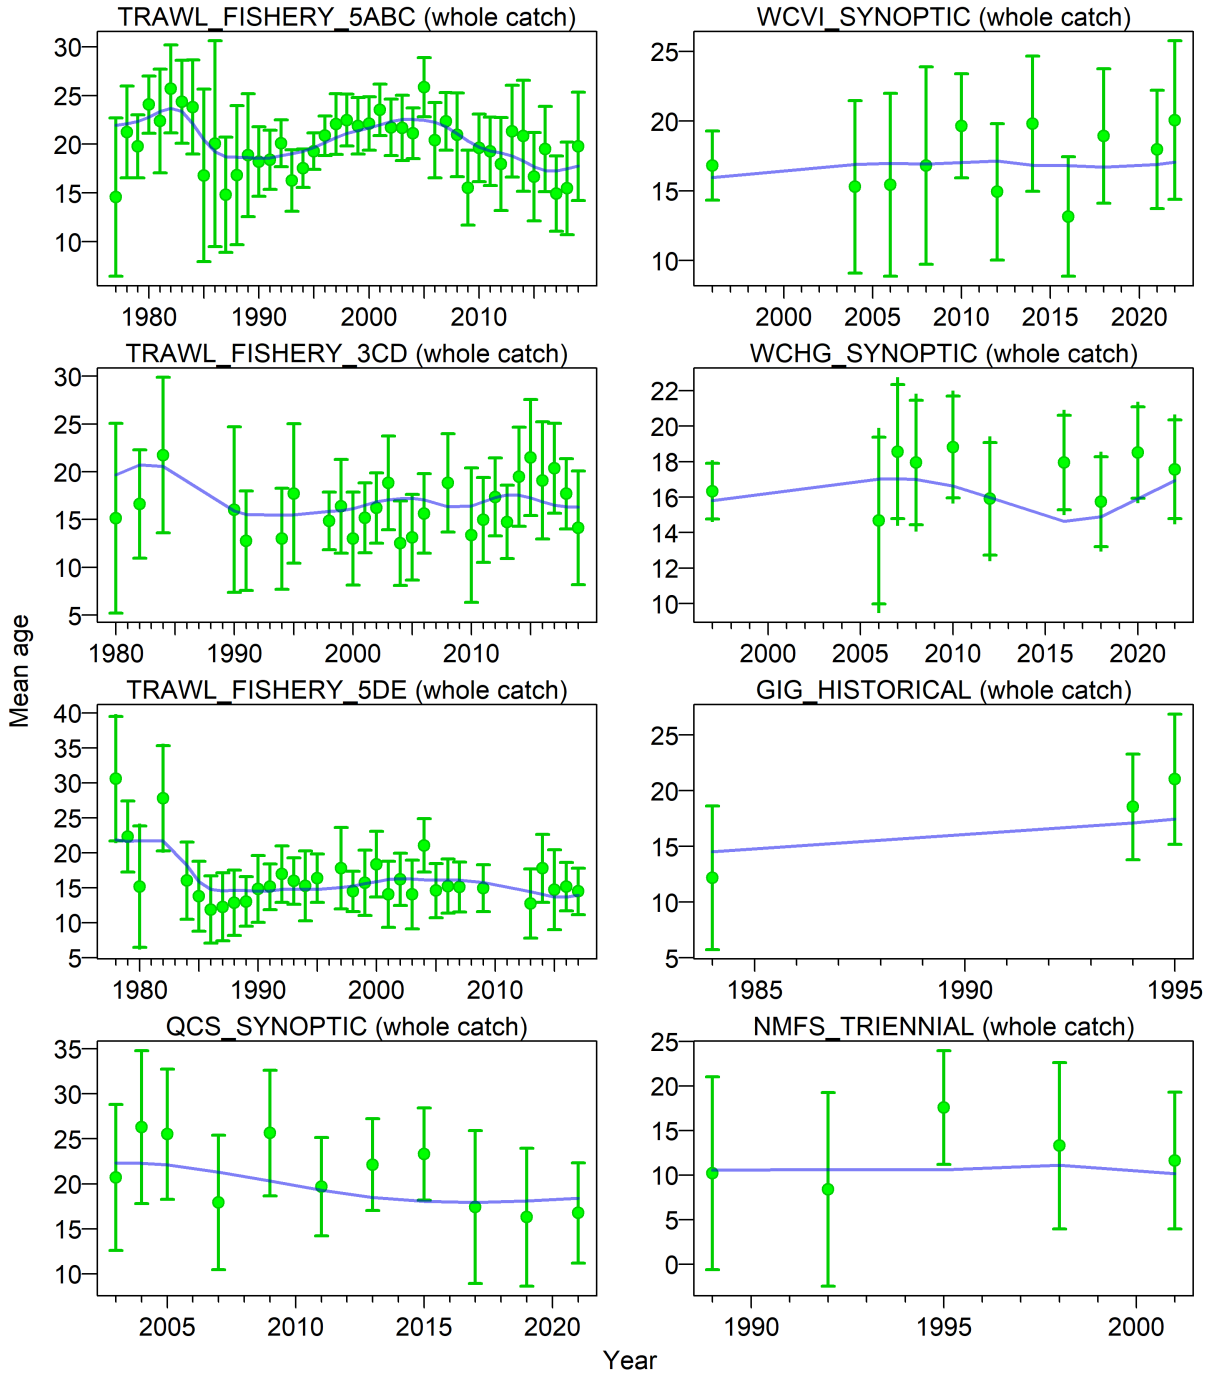 TRAWL_FISHERY_5ABC (whole catch)
30
25
20
15
10
1980 1990 2000 2010
WCVI_SYNOPTIC (whole catch)
25
20
15
10
2000 2005 2010 2015 2020
TRAWL_FISHERY_3CD (whole catch)
30
25
20
15
10
5
1980 1990 2000 2010
WCHG_SYNOPTIC (whole catch)
22
20
18
16
14
12
10
2000 2005 2010 2015 2020
Mean age
TRAWL_FISHERY_5DE (whole catch)
40
35
30
25
20
15
10
5
1980 1990 2000 2010
GIG_HISTORICAL (whole catch)
25
20
15
10
5
1985 1990 1995
QCS_SYNOPTIC (whole catch)
35
30
25
20
15
10
2005 2010 2015 2020
NMFS_TRIENNIAL (whole catch)
25
20
15
10
5
0
1990 1995 2000
Year